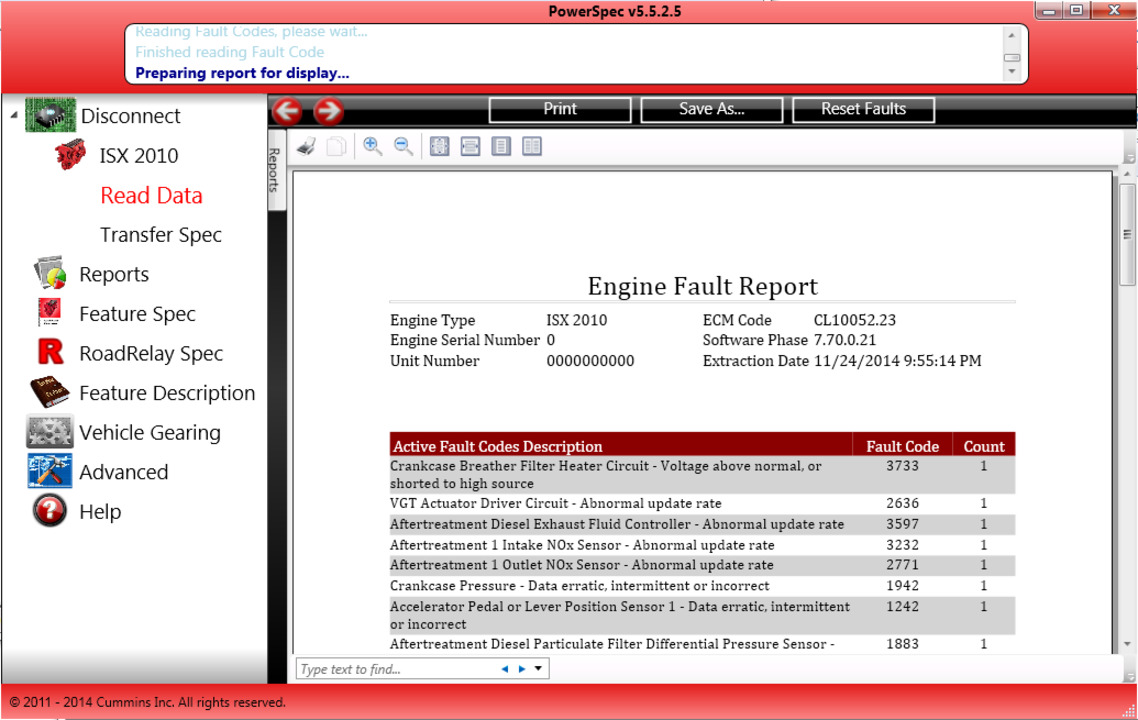 PowerSpec v5.5.2.5
Reading Fault Codes, please wait...
Finished reading Fault Code
Preparing report for display...
Disconnect
ISX 2010
Read Data
Transfer Spec
Reports
Feature Spec
RoadRelay Spec
Feature Description
Vehicle Gearing
Advanced
Help
Print Save As... Reset Faults
Reports
Engine Fault Report
Engine Type ISX 2010 ECM Code CL10052.23
Engine Serial Number 0 Software Phase 7.70.0.21
Unit Number 0000000000 Extraction Date 11/24/2014 9:55:14 PM
Active Fault Codes Description Fault Code Count
Crankcase Breather Filter Heater Circuit - Voltage above normal, or 3733 1
shorted to high source
VGT Actuator Driver Circuit - Abnormal update rate 2636 1
Aftertreatment Diesel Exhaust Fluid Controller - Abnormal update rate 3597 1
Aftertreatment 1 Intake NOx Sensor - Abnormal update rate 3232 1
Aftertreatment 1 Outlet NOx Sensor - Abnormal update rate 2771 1
Crankcase Pressure - Data erratic, intermittent or incorrect 1942 1
Accelerator Pedal or Lever Position Sensor 1 - Data erratic, intermittent 1242 1
or incorrect
Aftertreatment Diesel Particulate Filter Differential Pressure Sensor - 1883 1
Type text to find...
© 2011 - 2014 Cummins Inc. All rights reserved.